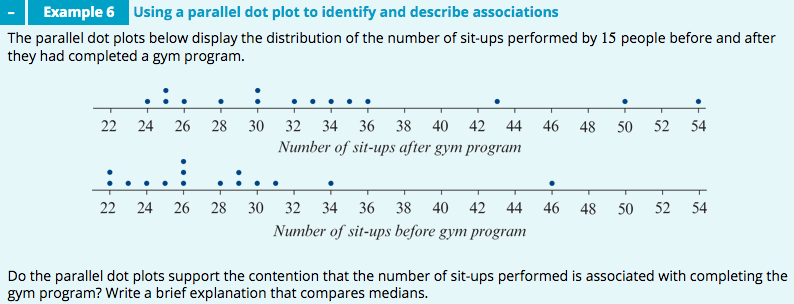 - Example 6 Using a parallel dot plot to identify and describe associations
The parallel dot plots below display the distribution of the number of sit-ups performed by 15 people before and after
they had completed a gym program.
22 24 26 28 30 32 34 36 38 40 42 44 46 48 50 52 54
Number of sit-ups after gym program
22 24 26 28 30 32 34 36 38 40 42 44 46 48 50 52 54
Number of sit-ups before gym program
Do the parallel dot plots support the contention that the number of sit-ups performed is associated with completing the
gym program? Write a brief explanation that compares medians.